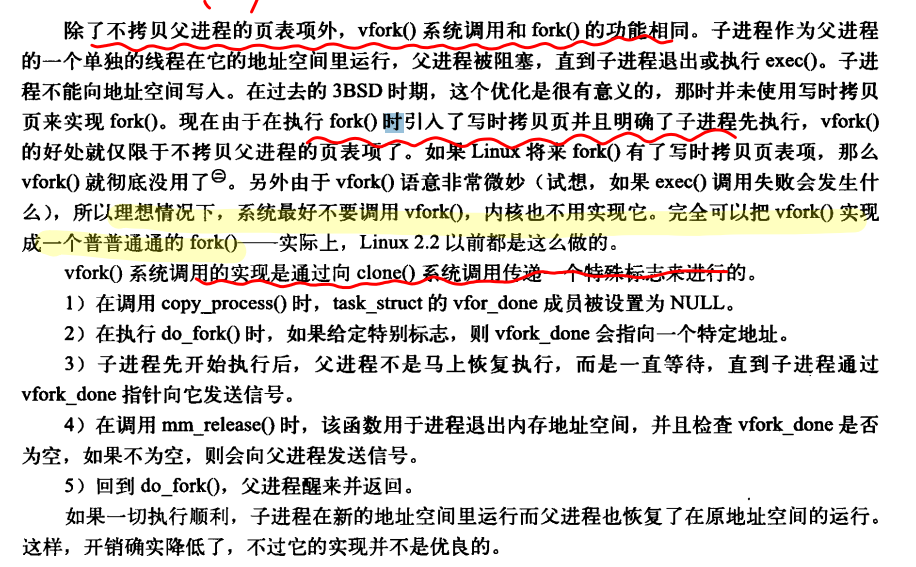 除了不拷贝父进程的页表项外，vfork() 系统调用和 fork() 的功能相同。子进程作为父进程
的一个单独的线程在它的地址空间里运行，父进程被阻塞，直到子进程退出或执行 exec()。子进
程不能向地址空间写入。在过去的 3BSD 时期，这个优化是很有意义的，那时并未使用写时拷贝
页来实现 fork()。现在由于在执行 fork() 时引入了写时拷贝页并且明确了子进程先执行，vfork()
的好处就仅限于不拷贝父进程的页表项了。如果 Linux 将来 fork() 有了写时拷贝页表项，那么
vfork() 就彻底没用了㊀。另外由于 vfork() 语意非常微妙（试想，如果 exec() 调用失败会发生什
么），所以理想情况下，系统最好不要调用 vfork()，内核也不用实现它。完全可以把 vfork() 实现
成一个普普通通的 fork()——实际上，Linux 2.2 以前都是这么做的。
vfork() 系统调用的实现是通过向 clone() 系统调用传递一个特殊标志来进行的。
1）在调用 copy_process() 时，task_struct 的 vfor_done 成员被设置为 NULL。
2）在执行 do_fork() 时，如果给定特别标志，则 vfork_done 会指向一个特定地址。
3）子进程先开始执行后，父进程不是马上恢复执行，而是一直等待，直到子进程通过
vfork_done 指针向它发送信号。
4）在调用 mm_release() 时，该函数用于进程退出内存地址空间，并且检查 vfork_done 是否
为空，如果不为空，则会向父进程发送信号。
5）回到 do_fork()，父进程醒来并返回。
如果一切执行顺利，子进程在新的地址空间里运行而父进程也恢复了在原地址空间的运行。
这样，开销确实降低了，不过它的实现并不是优良的。